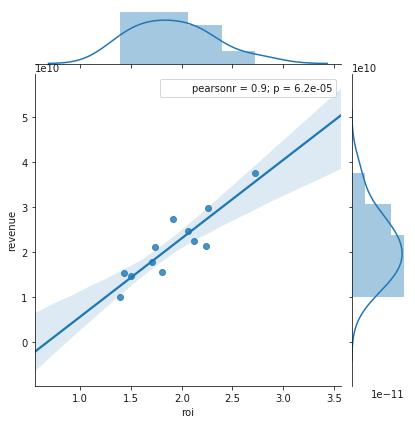 1e10
1e10
pearsonr = 0.9; p = 6.2e-05
5
4
3
2
1
0
revenue
1.0 1.5 2.0 2.5 3.0 3.5
roi
1e−11